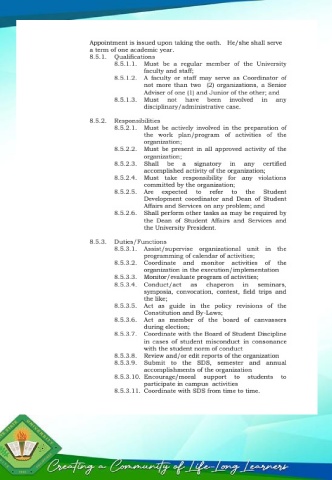 Appointment is issued upon taking the oath. He/she shall serve
a term of one academic year.
8.5.1. Qualifications
8.5.1.1. Must be a regular member of the University
faculty and staff;
8.5.1.2. A faculty or staff may serve as Coordinator of
not more than two (2) organizations, a Senior
Adviser of one (1) and Junior of the other; and
8.5.1.3. Must not have been involved in any
disciplinary/administrative case.
8.5.2. Responsibilities
8.5.2.1. Must be actively involved in the preparation of
the work plan/program of activities of the
organization;
8.5.2.2. Must be present in all approved activity of the
organization;
8.5.2.3. Shall be a signatory in any certified
accomplished activity of the organization;
8.5.2.4. Must take responsibility for any violations
committed by the organization;
8.5.2.5. Are expected to refer to the Student
Development coordinator and Dean of Student
Affairs and Services on any problem; and
8.5.2.6. Shall perform other tasks as may be required by
the Dean of Student Affairs and Services and
the University President.
8.5.3. Duties/Functions
8.5.3.1. Assist/supervise organizational unit in the
programming of calendar of activities;
8.5.3.2. Coordinate and monitor activities of the
organization in the execution/implementation
8.5.3.3. Monitor/evaluate program of activities;
8.5.3.4. Conduct/act as chaperon in seminars,
symposia, convocation, contest, field trips and
the like;
8.5.3.5. Act as guide in the policy revisions of the
Constitution and By-Laws;
8.5.3.6. Act as member of the board of canvassers
during election;
8.5.3.7. Coordinate with the Board of Student Discipline
in cases of student misconduct in consonance
with the student norm of conduct
8.5.3.8. Review and/or edit reports of the organization
8.5.3.9. Submit to the SDS, semester and annual
accomplishments of the organization
8.5.3.10. Encourage/moral support to students to
participate in campus activities
8.5.3.11. Coordinate with SDS from time to time.
Creating a Community of Life-Long Learners